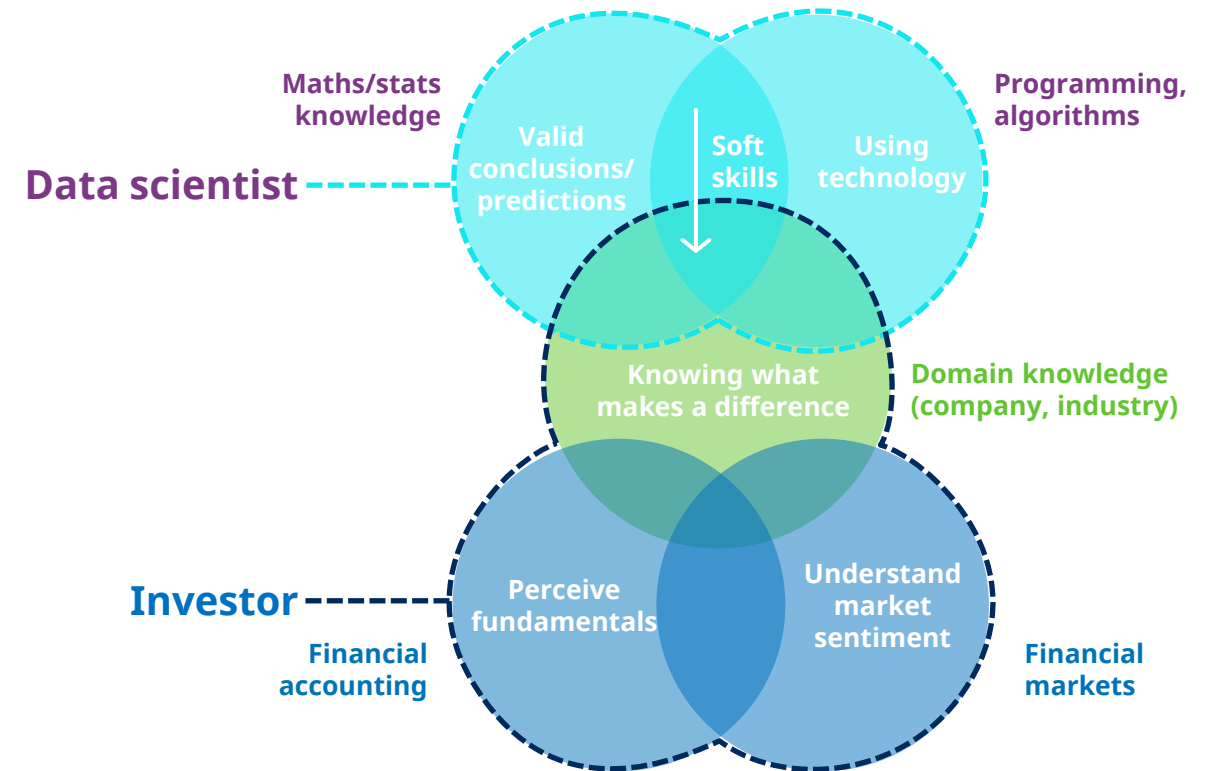 Maths/stats
knowledge
Programming,
algorithms
Valid
conclusions/
predictions
Soft
skills
Using
technology
Data scientist
Knowing what
makes a difference
Domain knowledge
(company, industry)
Perceive
fundamentals
Understand
market
sentiment
Investor
Financial
accounting
Financial
markets